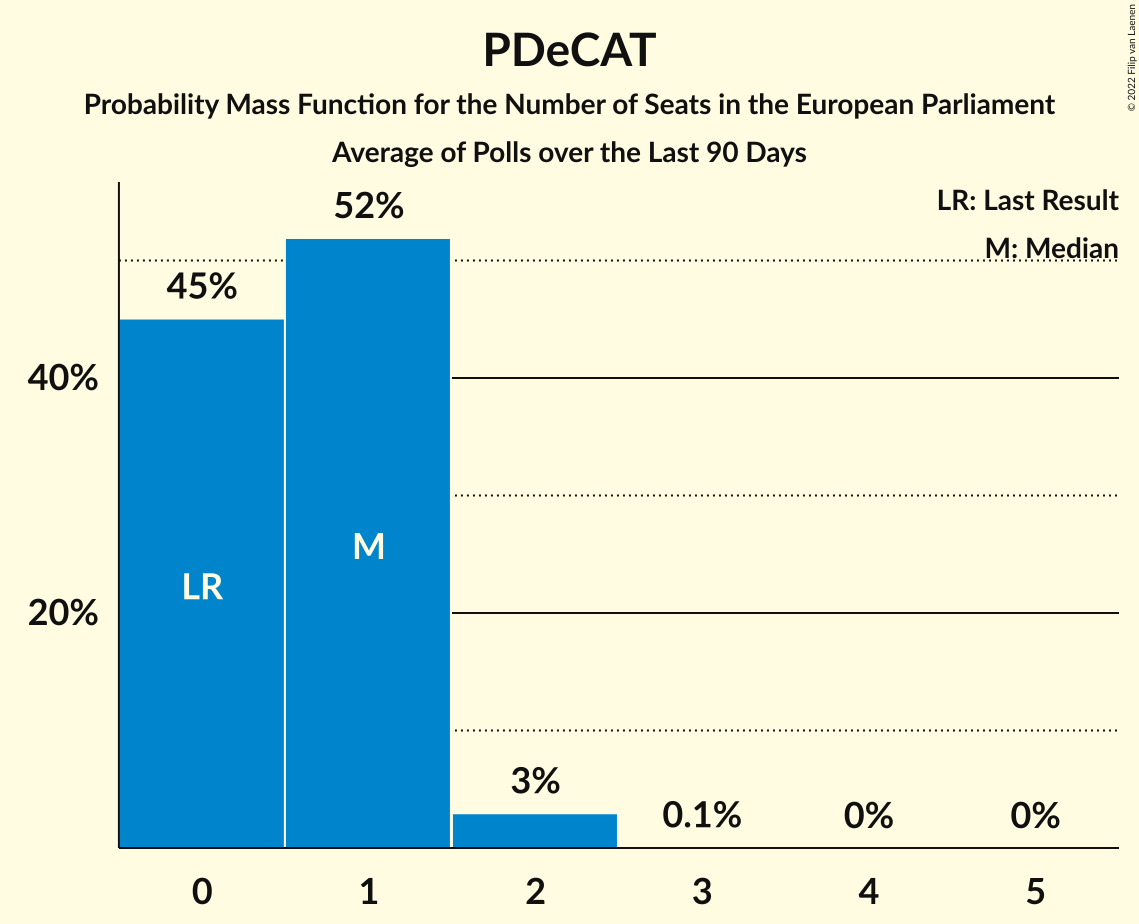 PDeCAT
Probability Mass Function for the Number of Seats in the European Parliament
Average of Polls over the Last 90 Days
© 2022 Filip van Laenen
LR: Last Result
M: Median
52%
45%
40%
20%
M
LR
3%
0.1%
0%
0%
0 1 2 3 4 5